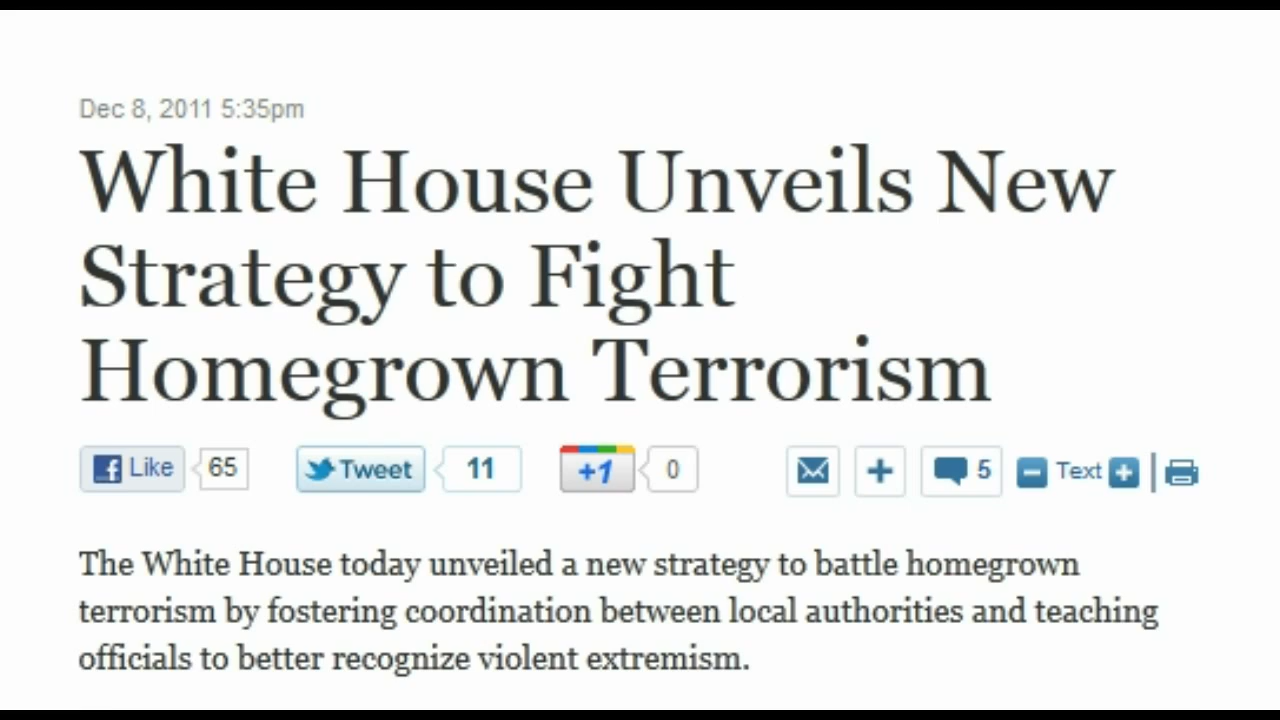 Dec 8, 2011 5:35pm
White House Unveils New
Strategy to Fight
Homegrown Terrorism
Like 65 Tweet 11 +1 0 5 Text
The White House today unveiled a new strategy to battle homegrown
terrorism by fostering coordination between local authorities and teaching
officials to better recognize violent extremism.